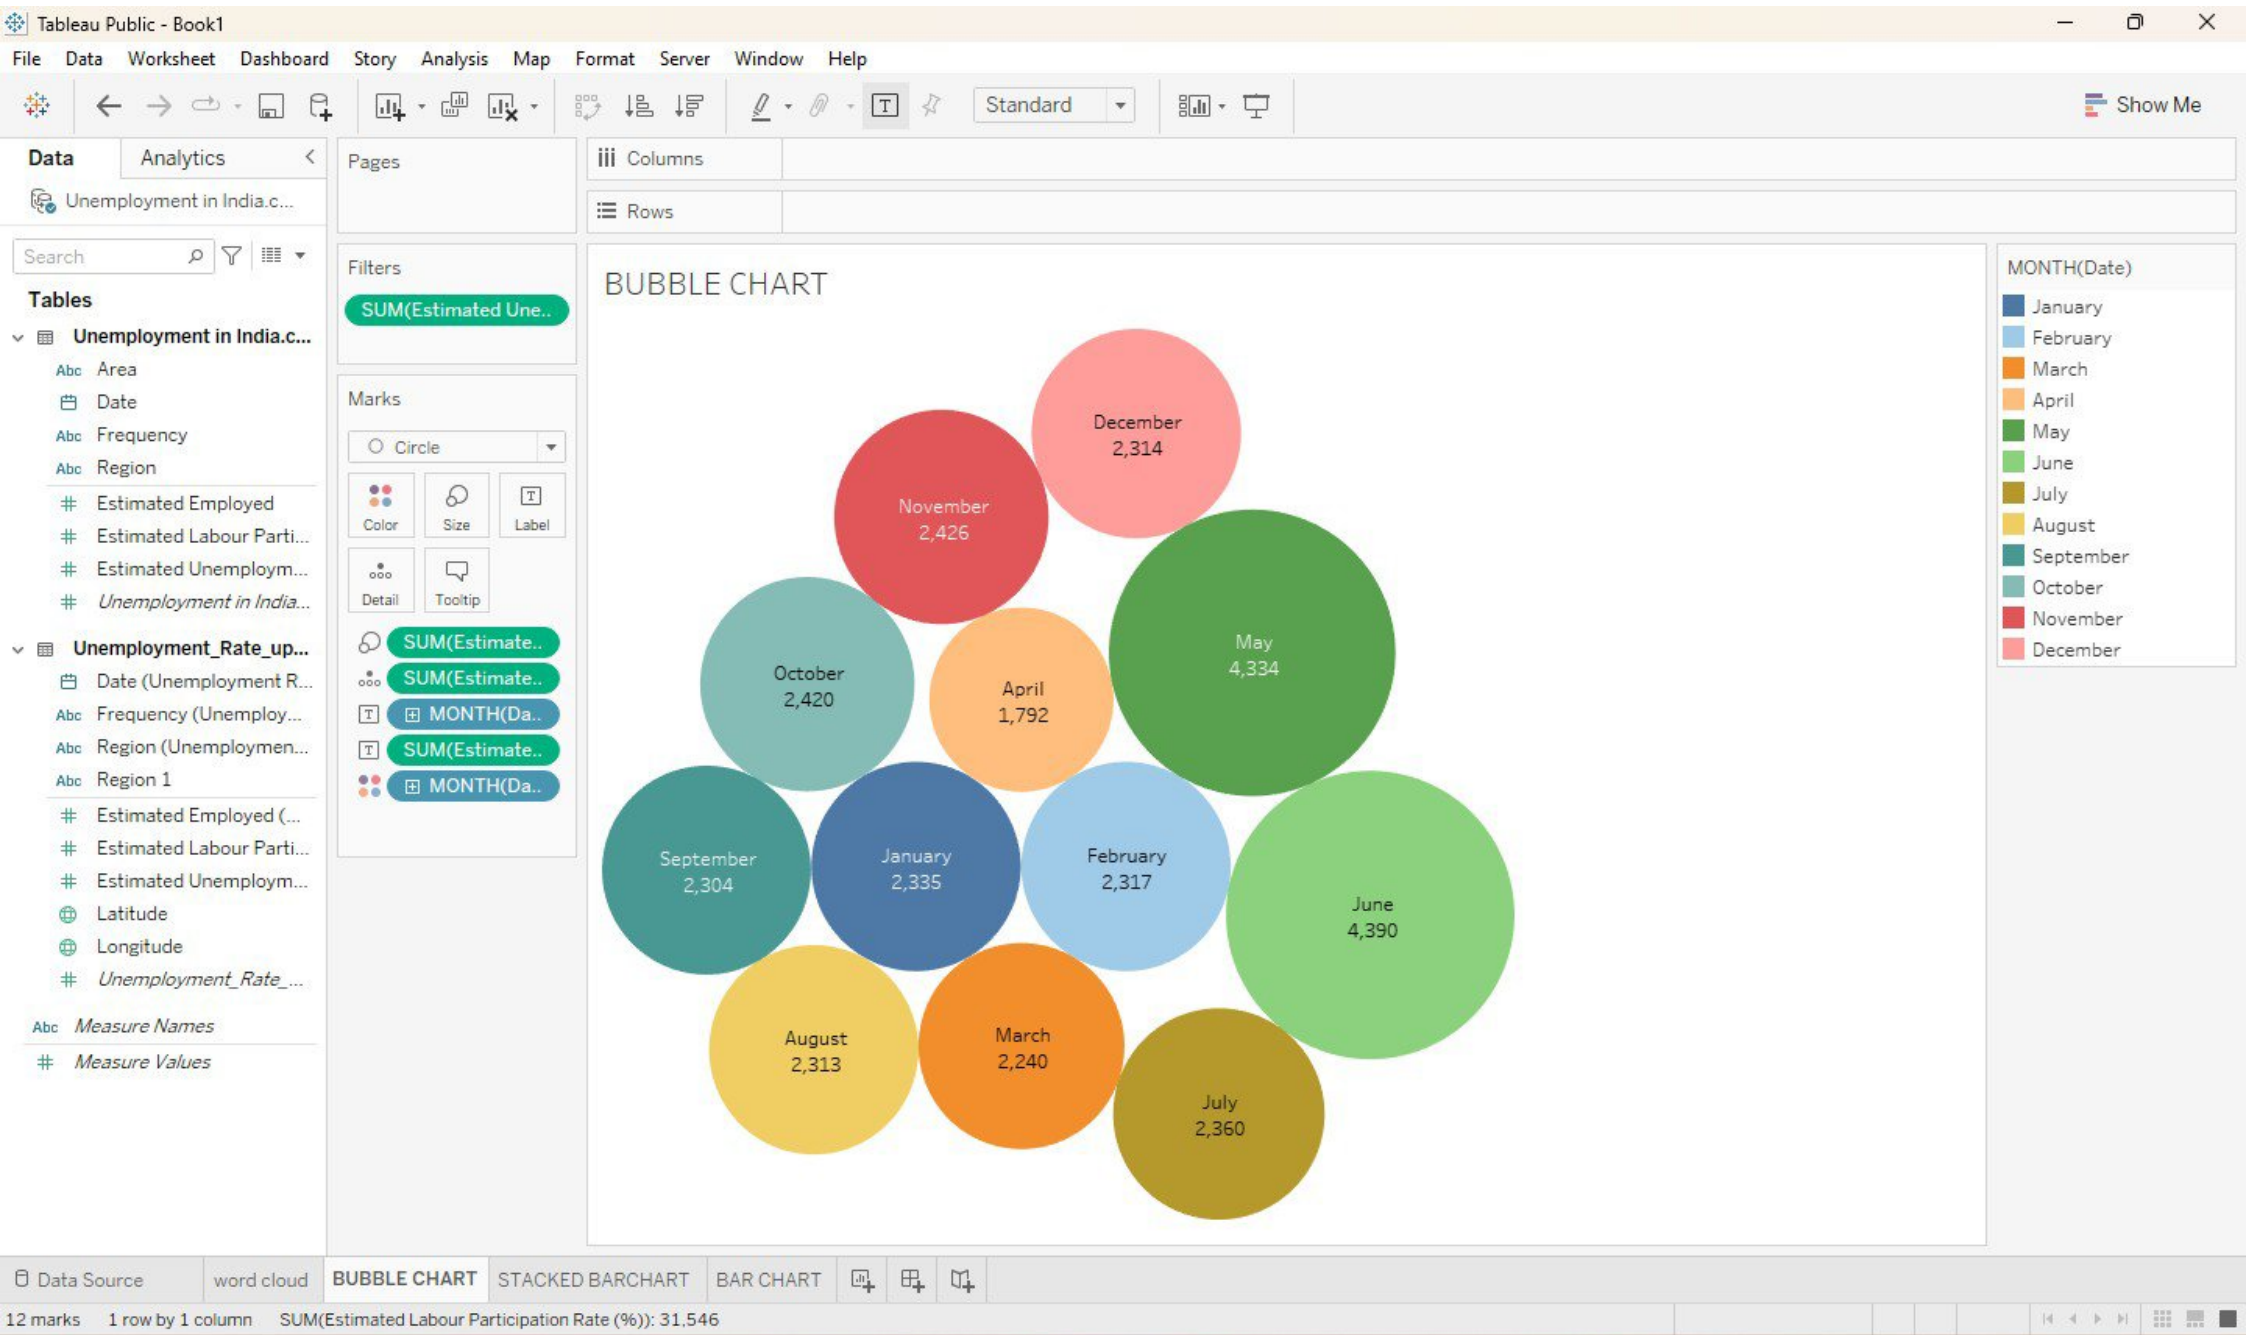 Tableau Public - Book1
File Data Worksheet Dashboard Story Analysis Map Format Server Window Help
Standard
Show Me
Data Analytics
Unemployment in India.c...
Search
Tables
Unemployment in India.c...
Abc Area
Date
Abc Frequency
Abc Region
# Estimated Employed
# Estimated Labour Parti...
# Estimated Unemploym...
# Unemployment in India...
Unemployment_Rate_up...
Date (Unemployment R...
Abc Frequency (Unemploy...
Abc Region (Unemploymen...
Abc Region 1
# Estimated Employed (...
# Estimated Labour Parti...
# Estimated Unemploym...
Latitude
Longitude
# Unemployment_Rate_...
Abc Measure Names
# Measure Values
Pages
Filters
SUM(Estimated Une..
Marks
Circle
Color Size Label
Detail Tooltip
SUM(Estimate..
SUM(Estimate..
MONTH(Da..
SUM(Estimate..
MONTH(Da..
Columns
Rows
BUBBLE CHART
December
2,314
November
2,426
May
4,334
October
2,420
April
1,792
September
2,304
January
2,335
February
2,317
June
4,390
August
2,313
March
2,240
July
2,360
MONTH(Date)
January
February
March
April
May
June
July
August
September
October
November
December
Data Source word cloud BUBBLE CHART STACKED BARCHART BAR CHART
12 marks 1 row by 1 column SUM(Estimated Labour Participation Rate (%)): 31,546